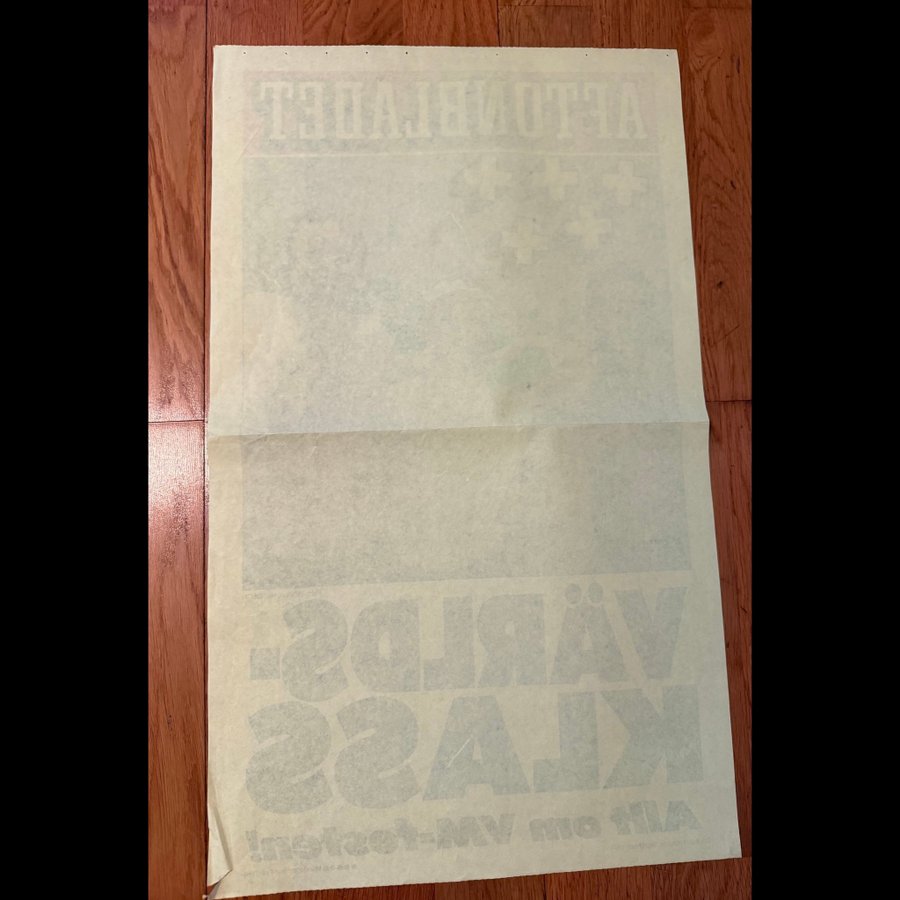 AFTONBLADET
+++++
VÄRLDS-
KLASS
Allt om VM-festen!